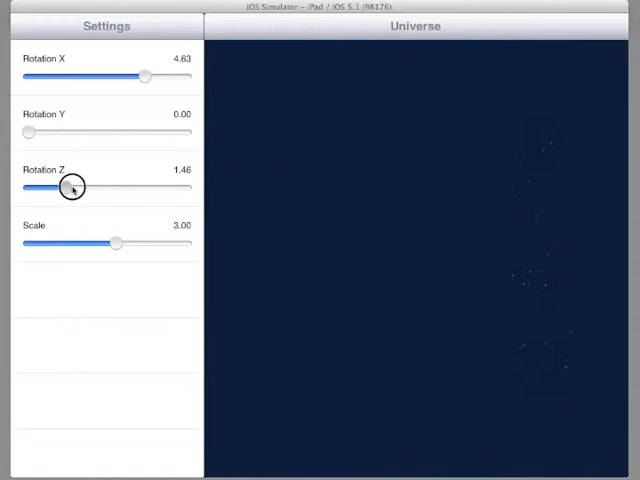 iOS Simulator – iPad / iOS 5.1 (9B176)
Settings
Universe
Rotation X 4.63
Rotation Y 0.00
Rotation Z 1.46
Scale 3.00